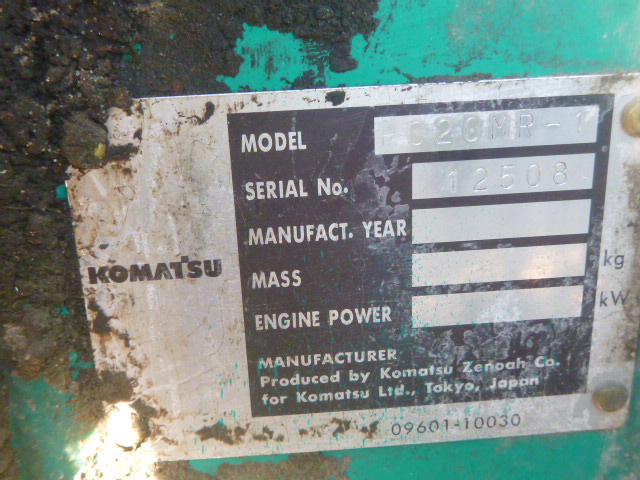 MODEL PC20MR-1
SERIAL No. 12508
MANUFACT. YEAR
KOMATSU
MASS kg
ENGINE POWER kW
MANUFACTURER
Produced by Komatsu Zenoah Co.
for Komatsu Ltd., Tokyo, Japan
09601-10030